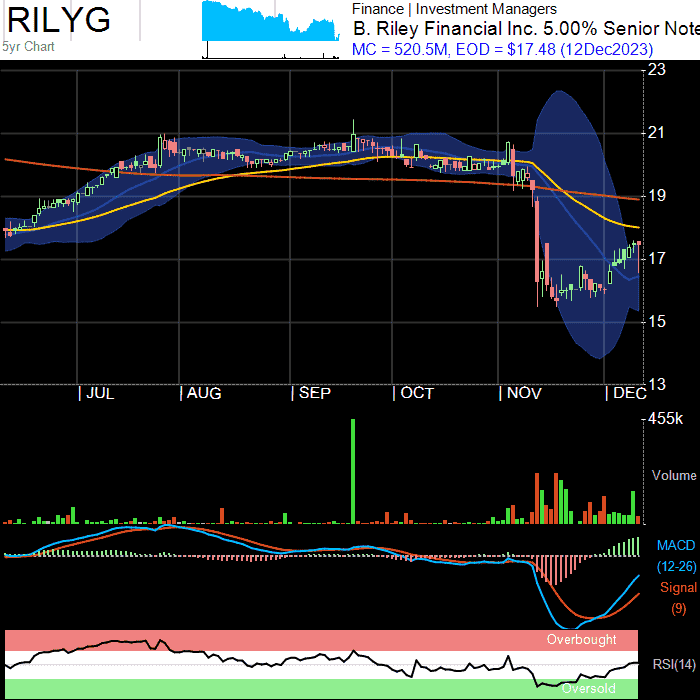 RILYG
5yr Chart
Finance | Investment Managers
B. Riley Financial Inc. 5.00% Senior Note
MC = 520.5M, EOD = $17.48 (12Dec2023)
23
21
19
17
15
13
| JUL | AUG | SEP | OCT | NOV | DEC
455k
Volume
MACD
(12-26)
Signal
(9)
Overbought
RSI(14)
Oversold